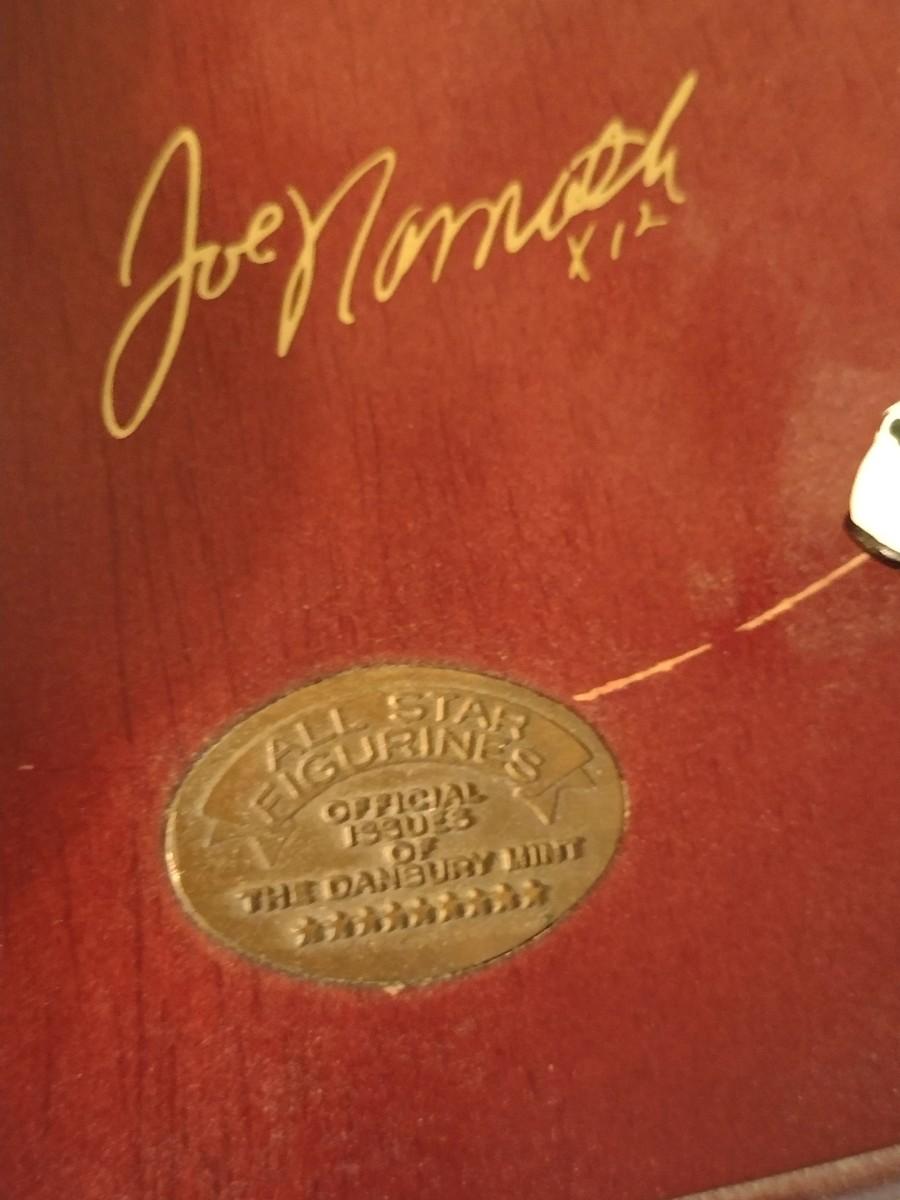 Joe Namath
X12
ALL STAR
FIGURINES
OFFICIAL
ISSUES
OF
THE DANBURY MINT